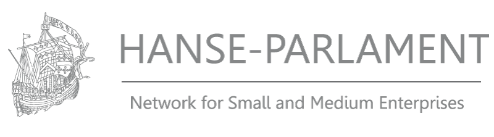 HANSE-PARLAMENT
Network for Small and Medium Enterprises